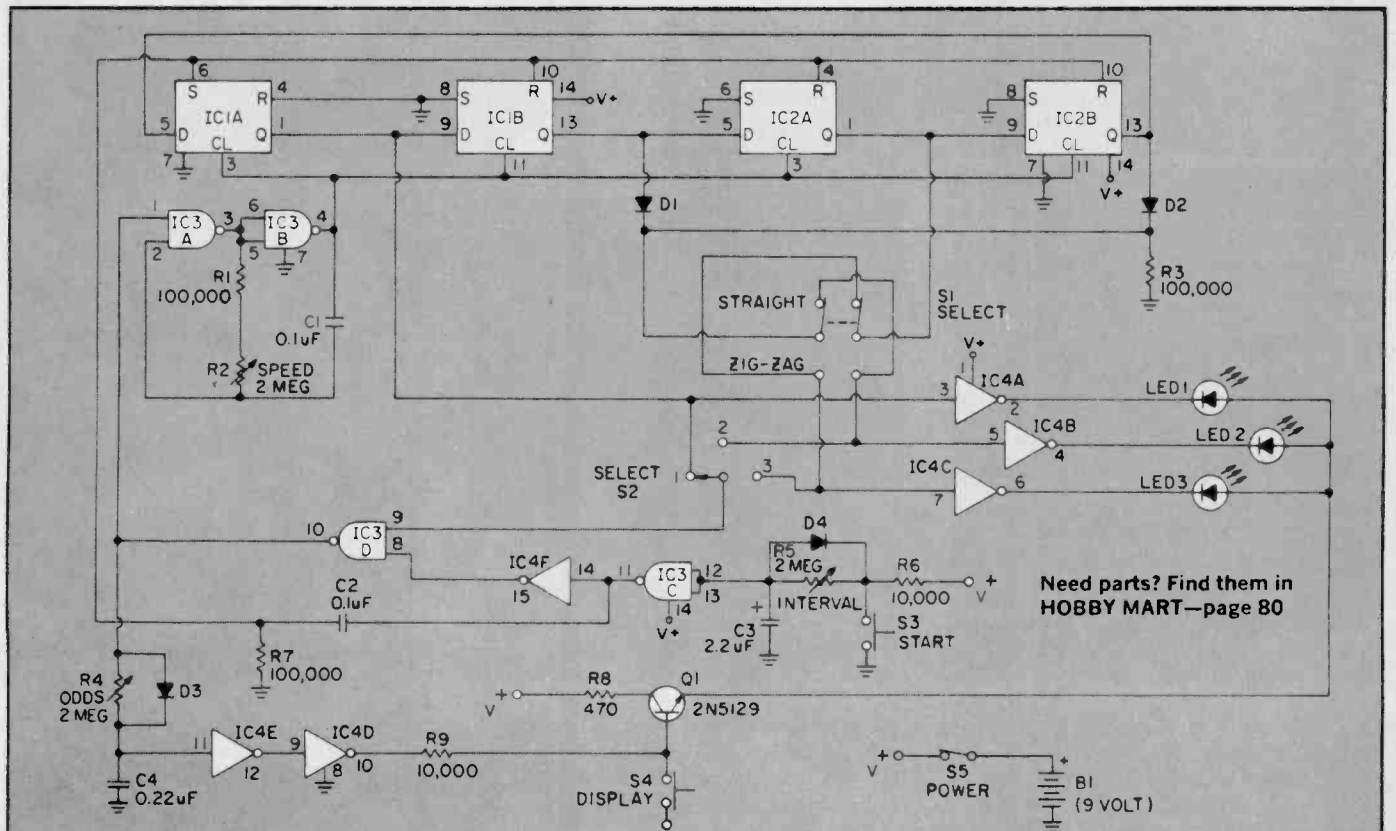 6 4 10 14 4 10
S R 8 S R V+ 6 S R 8 S R
IC1A IC1B IC2A IC2B
5 D Q 1 9 D Q 13 5 D Q 1 9 D Q 13
7 CL 3 CL 11 CL 3 7 CL 11 14
V+
D1 D2
1 IC3 A 3 6 IC3 B 4
2 5 7
R1
100,000
C1
0.1uF
R2 SPEED
2 MEG
R3
100,000
STRAIGHT
S1
SELECT
ZIG-ZAG
V+
1 IC4A
3 2
LED1
2 5 IC4B 4
LED 2
SELECT
S2
1 3
IC4C
7 6
LED3
10 IC3 D 9
8
IC4F
15 14
11 IC3 C 12
13
14
V+
D4
R5
2 MEG
INTERVAL
R6
10,000
+
V
C2
0.1uF
+
C3
2.2uF
S3
START
Need parts? Find them in
HOBBY MART—page 80
R7
100,000
R4
ODDS
2 MEG
D3
+
V
R8
470
Q1
2N5129
11 IC4E 12
9 IC4D 10
8
R9
10,000
C4
0.22uF
S4
DISPLAY
+
V
S5
POWER
+
B1
(9 VOLT)